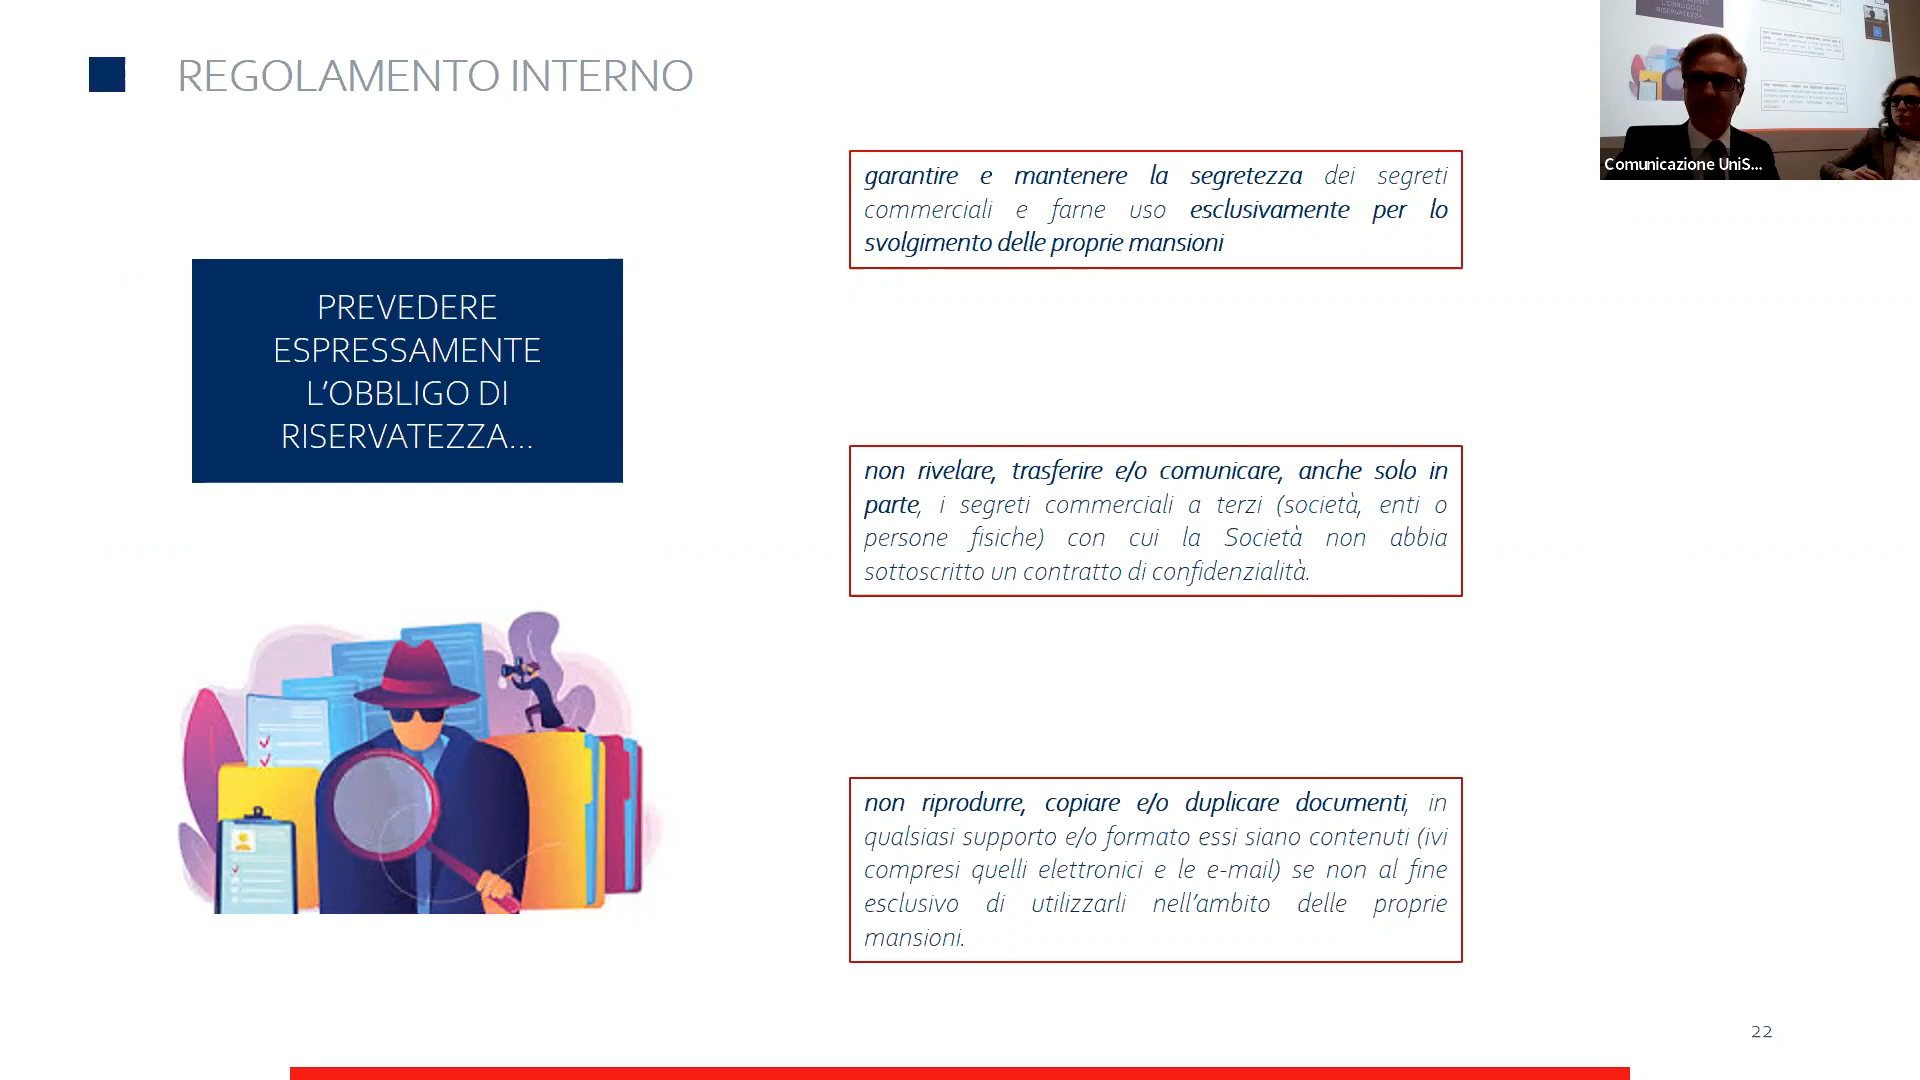 REGOLAMENTO INTERNO
PREVEDERE
ESPRESSAMENTE
L’OBBLIGO DI
RISERVATEZZA...
garantire e mantenere la segretezza dei segreti
commerciali e farne uso esclusivamente per lo
svolgimento delle proprie mansioni
non rivelare, trasferire e/o comunicare, anche solo in
parte, i segreti commerciali a terzi (società, enti o
persone fisiche) con cui la Società non abbia
sottoscritto un contratto di confidenzialità.
non riprodurre, copiare e/o duplicare documenti, in
qualsiasi supporto e/o formato essi siano contenuti (ivi
compresi quelli elettronici e le e-mail) se non al fine
esclusivo di utilizzarli nell’ambito delle proprie
mansioni.
22
L’OBBLIGO DI
RISERVATEZZA...
Comunicazione UniS...